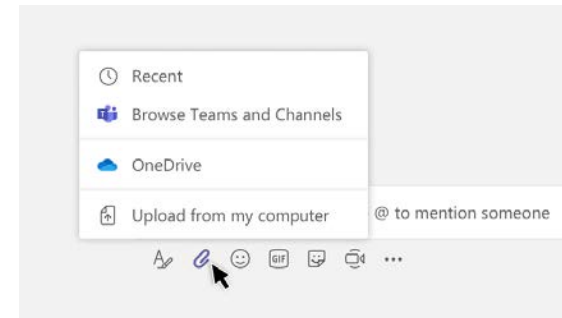 Recent
Browse Teams and Channels
OneDrive
Upload from my computer
@ to mention someone
GIF